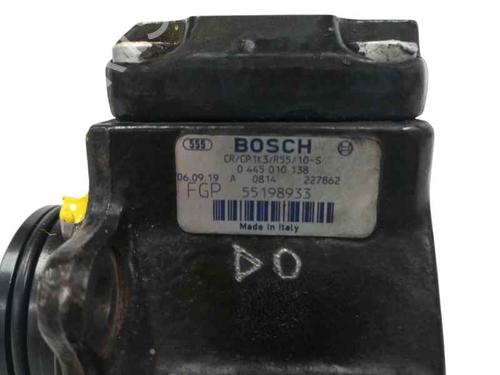 555 BOSCH
CR/CP1K3/R55/10-S
0 445 010 138
06.09.19 A 0814 227862
FGP 55198933
Made in Italy
DO